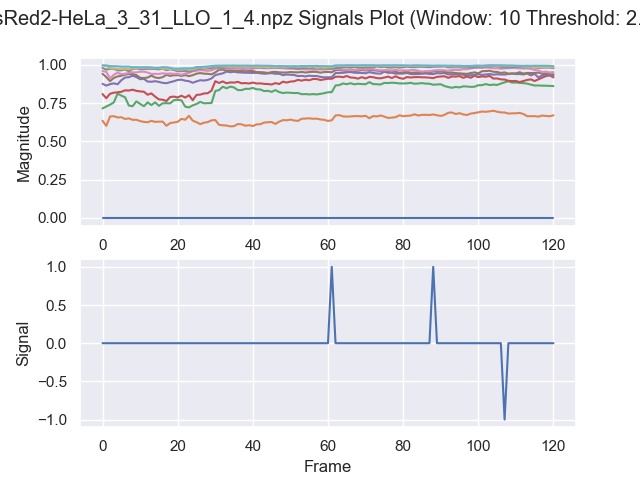 sRed2-HeLa_3_31_LLO_1_4.npz Signals Plot (Window: 10 Threshold: 2.
1.00
0.75
0.50
0.25
0.00
Magnitude
0 20 40 60 80 100 120
1.0
0.5
0.0
−0.5
−1.0
Signal
0 20 40 60 80 100 120
Frame